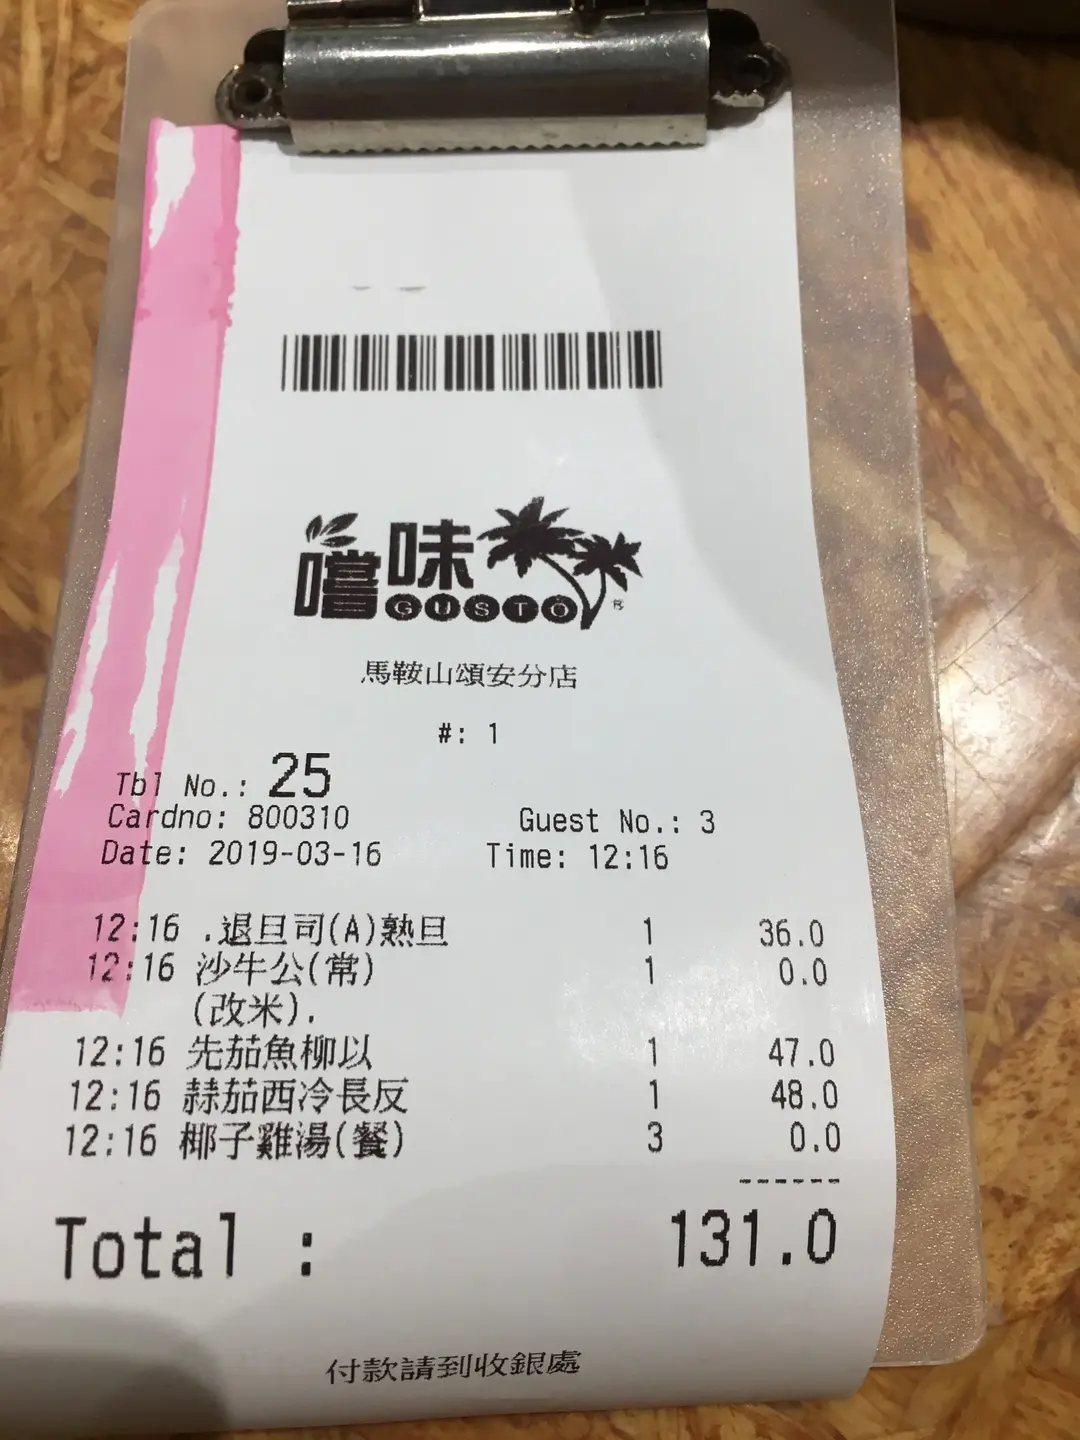 嚐味
GUSTO®
馬鞍山頌安分店
#: 1
Tbl No.: 25
Cardno: 800310 Guest No.: 3
Date: 2019-03-16 Time: 12:16
12:16 .退旦司(A)熟旦 1 36.0
12:16 沙牛公(常) 1 0.0
(改米).
12:16 先茄魚柳以 1 47.0
12:16 蒜茄西冷長反 1 48.0
12:16 椰子雞湯(餐) 3 0.0
------
Total : 131.0
付款請到收銀處